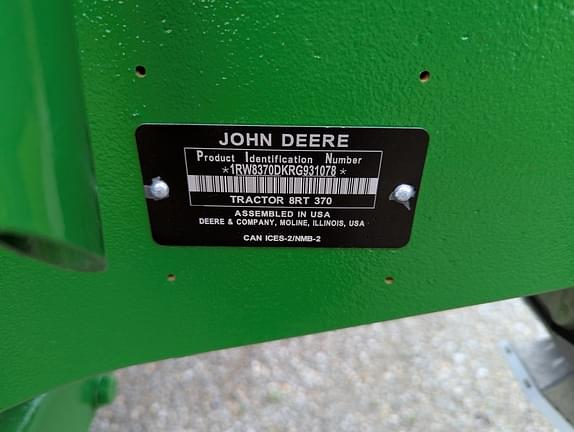 JOHN DEERE
Product Identification Number
*1RW8370DKRG931078*
TRACTOR 8RT 370
ASSEMBLED IN USA
DEERE & COMPANY, MOLINE, ILLINOIS, USA
CAN ICES-2/NMB-2